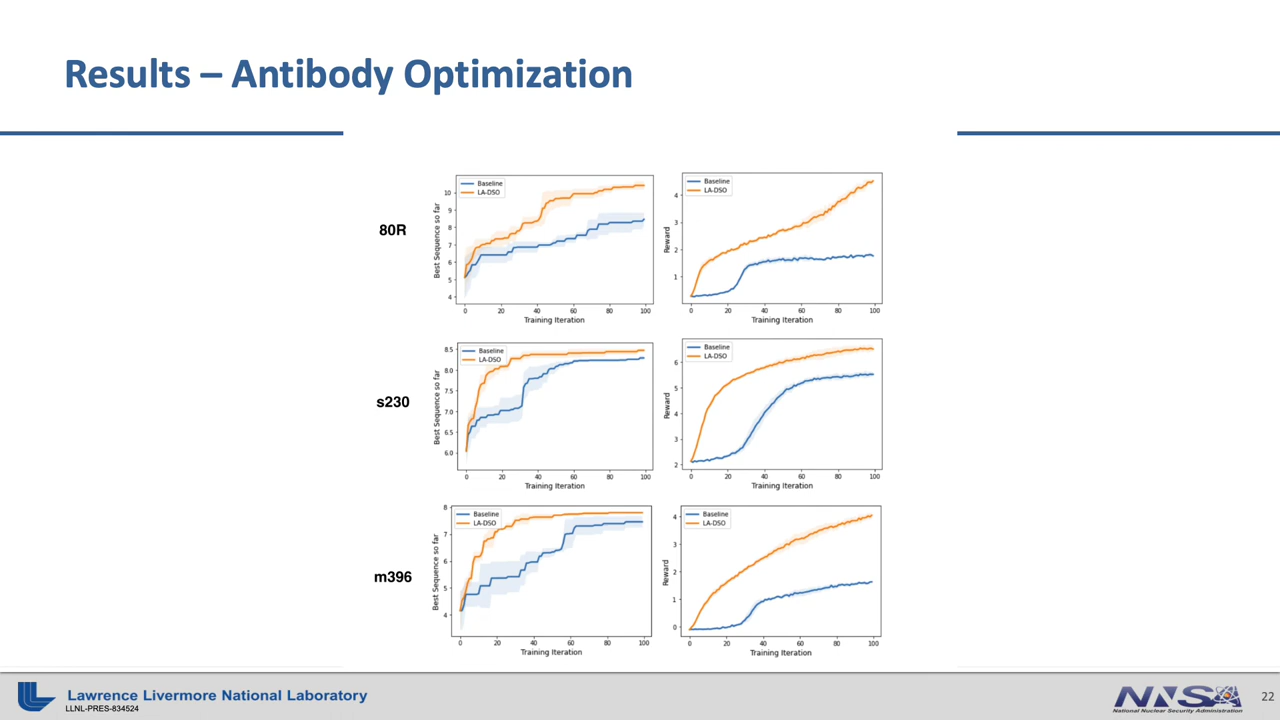 Results – Antibody Optimization
80R
Baseline
LA-DSO
10
9
8
7
6
5
4
Best Sequence so far
0 20 40 60 80 100
Training Iteration
Baseline
LA-DSO
4
3
2
1
Reward
0 20 40 60 80 100
Training Iteration
s230
Baseline
LA-DSO
8.5
8.0
7.5
7.0
6.5
6.0
Best Sequence so far
0 20 40 60 80 100
Training Iteration
Baseline
LA-DSO
6
5
4
3
2
Reward
0 20 40 60 80 100
Training Iteration
m396
Baseline
LA-DSO
8
7
6
5
4
Best Sequence so far
0 20 40 60 80 100
Training Iteration
Baseline
LA-DSO
4
3
2
1
0
Reward
0 20 40 60 80 100
Training Iteration
Lawrence Livermore National Laboratory
LLNL-PRES-834524
NNSA
National Nuclear Security Administration
22